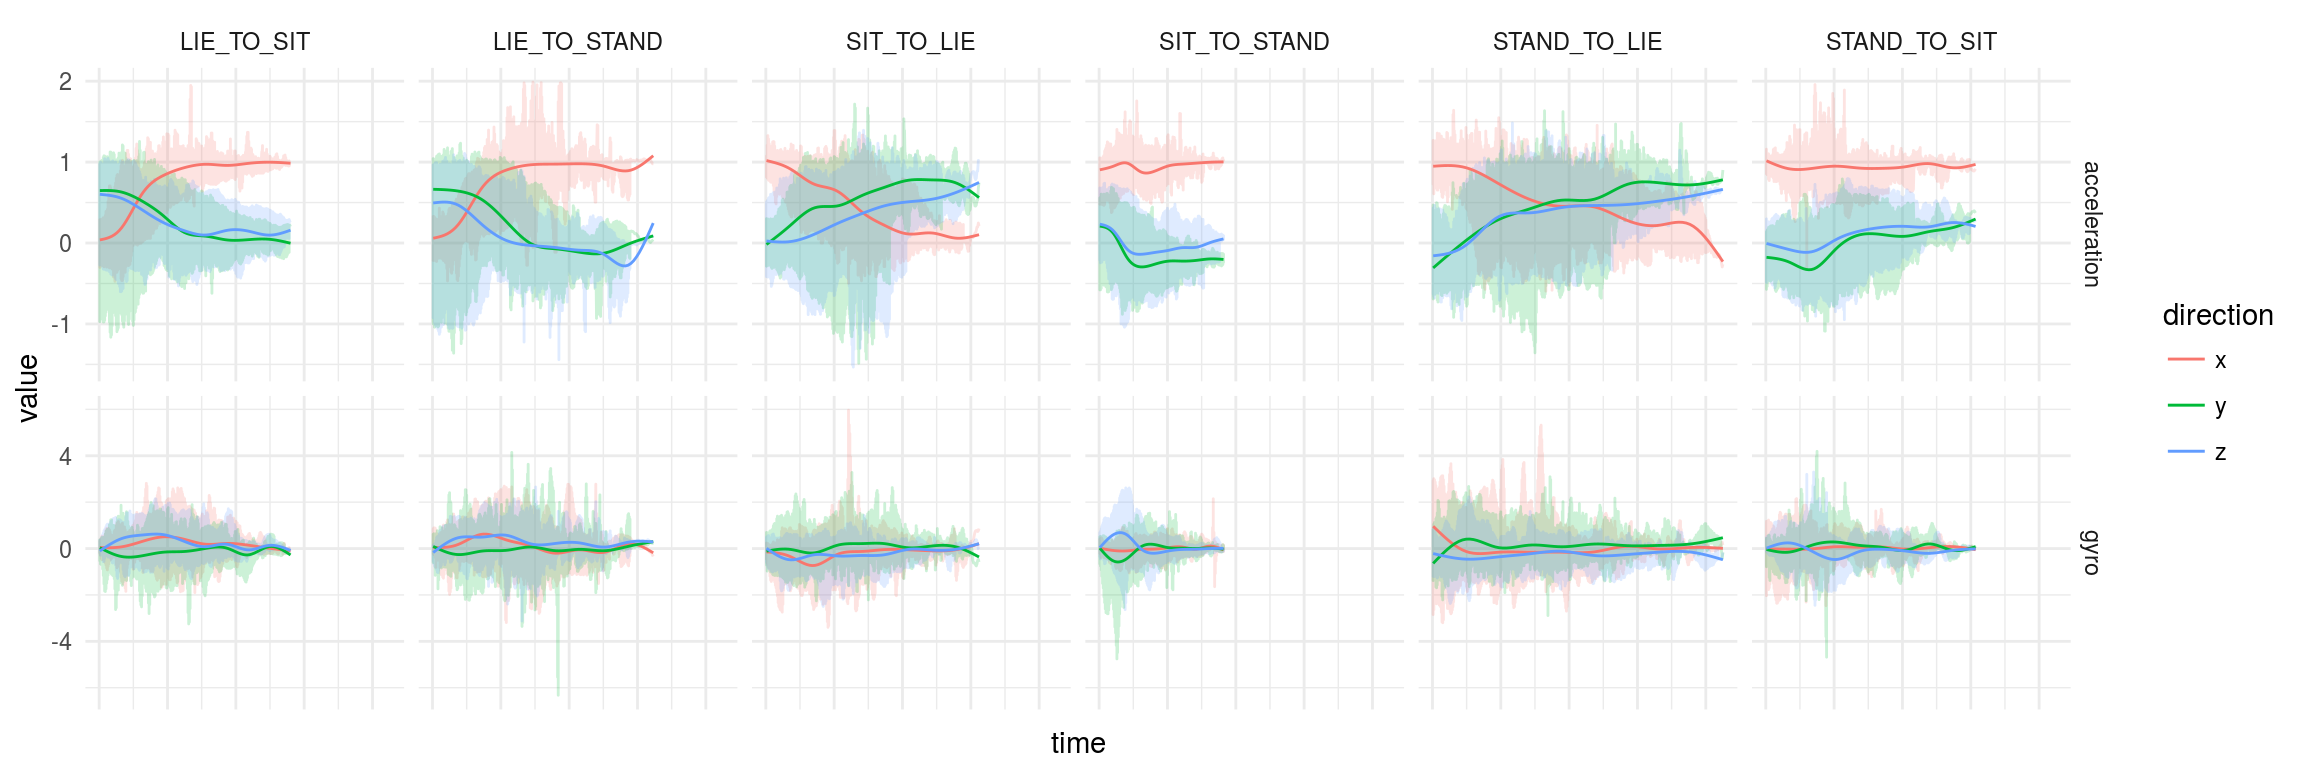 LIE_TO_SIT LIE_TO_STAND SIT_TO_LIE SIT_TO_STAND STAND_TO_LIE STAND_TO_SIT
2
1
0
-1
acceleration
value
4
0
-4
gyro
time
direction
x
y
z